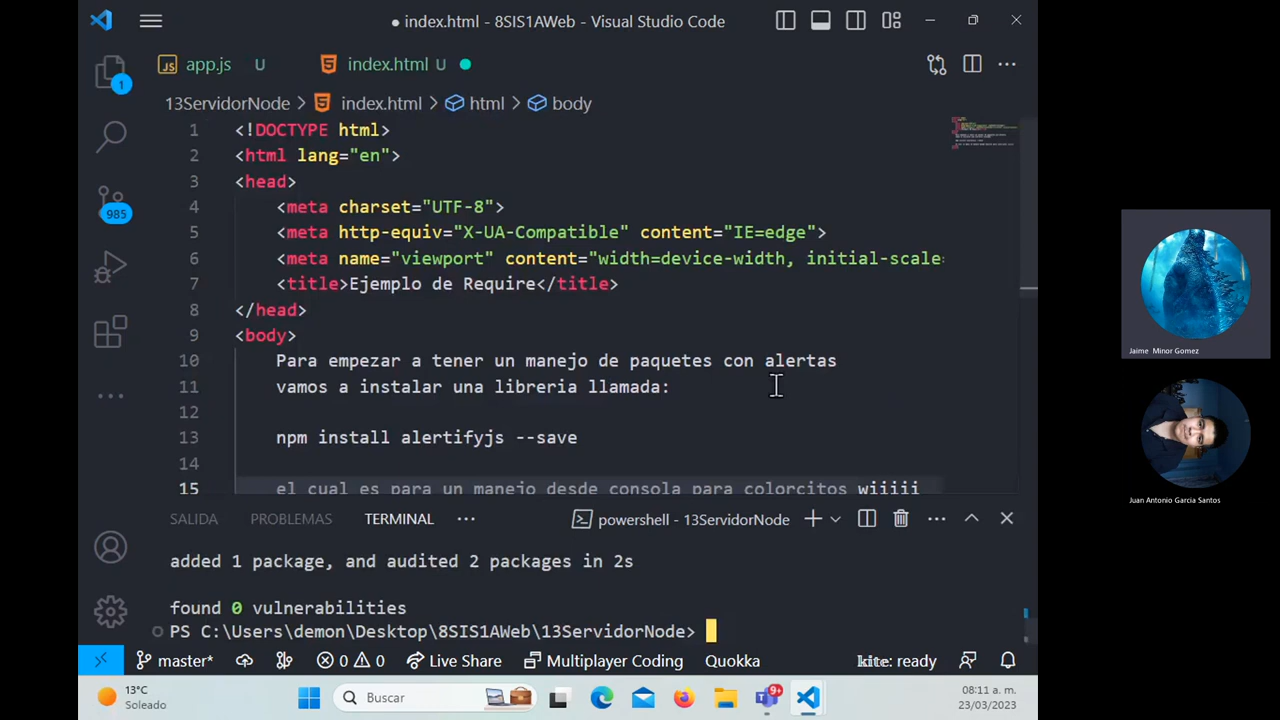 ● index.html - 8SIS1AWeb - Visual Studio Code
JS app.js U index.html U ●
13ServidorNode > index.html > html > body
1 <!DOCTYPE html>
2 <html lang="en">
3 <head>
4 <meta charset="UTF-8">
5 <meta http-equiv="X-UA-Compatible" content="IE=edge">
6 <meta name="viewport" content="width=device-width, initial-scale=
7 <title>Ejemplo de Require</title>
8 </head>
9 <body>
10 Para empezar a tener un manejo de paquetes con alertas
11 vamos a instalar una libreria llamada:
12
13 npm install alertifyjs --save
14
15 el cual es para un manejo desde consola para colorcitos wiiiii
1
985
SALIDA PROBLEMAS TERMINAL ··· powershell - 13ServidorNode
added 1 package, and audited 2 packages in 2s
found 0 vulnerabilities
PS C:\Users\demon\Desktop\8SIS1AWeb\13ServidorNode>
master* 0 0 Live Share Multiplayer Coding Quokka kite: ready
13°C
Soleado
Buscar
9+
08:11 a. m.
23/03/2023
Jaime Minor Gomez
Juan Antonio Garcia Santos